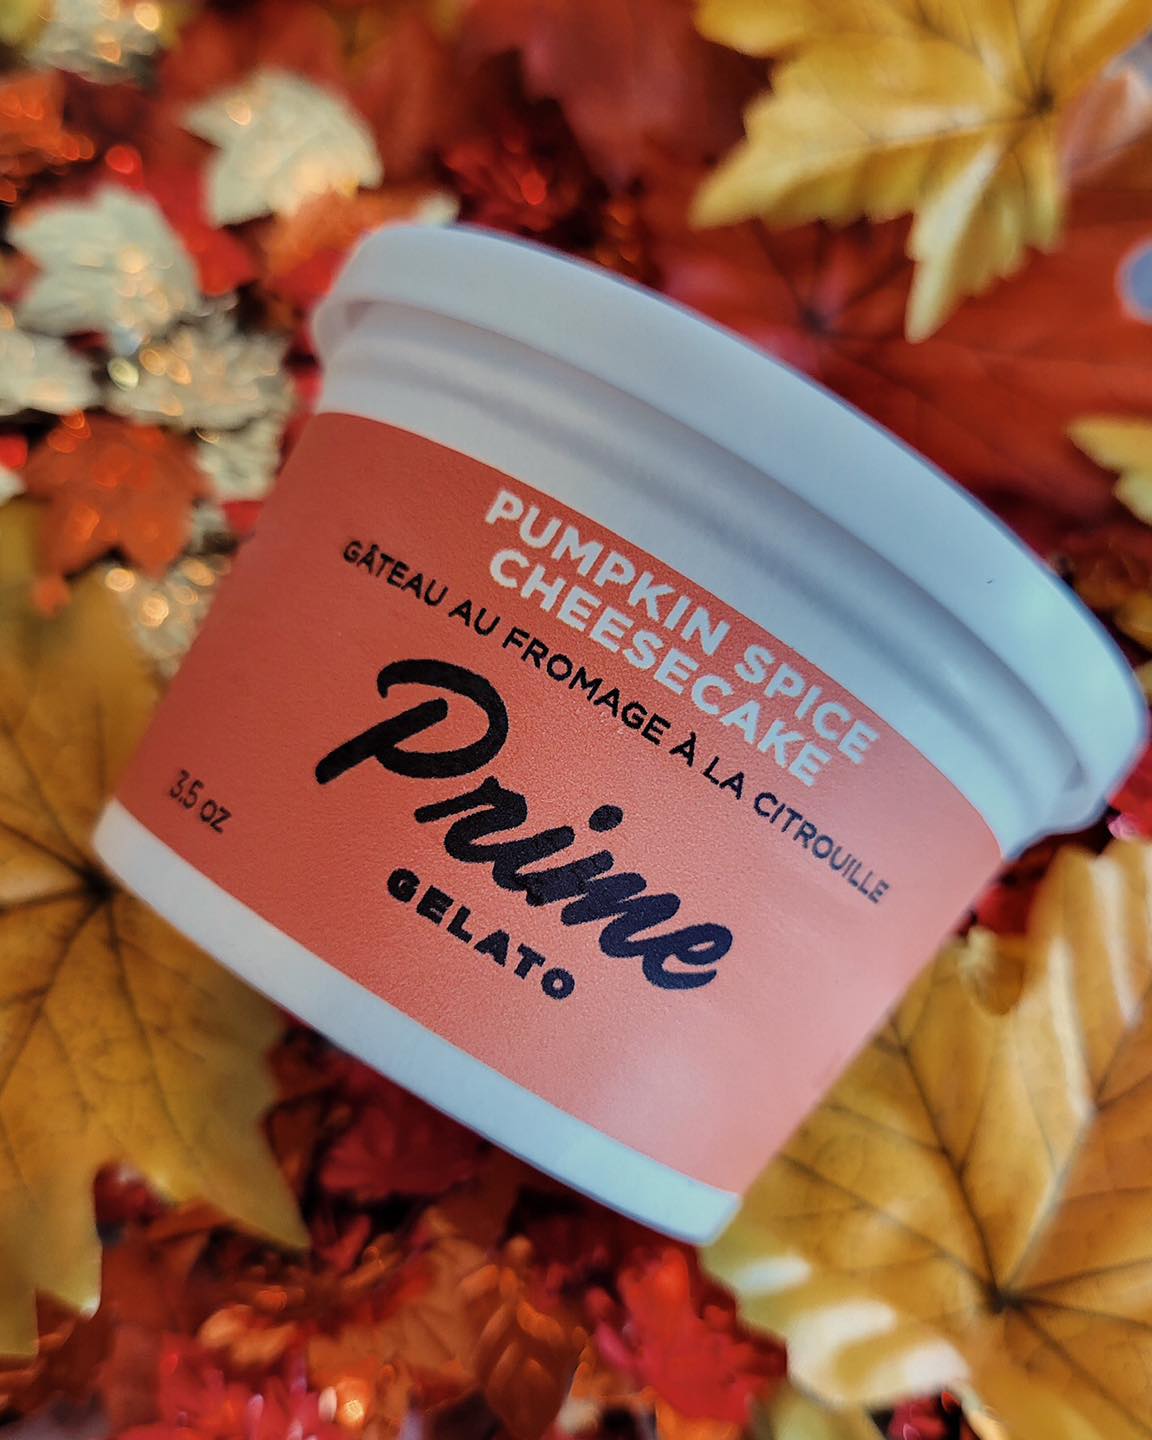 PUMPKIN SPICE
CHEESECAKE
GÂTEAU AU FROMAGE À LA CITROUILLE
Prime
GELATO
3.5 oz